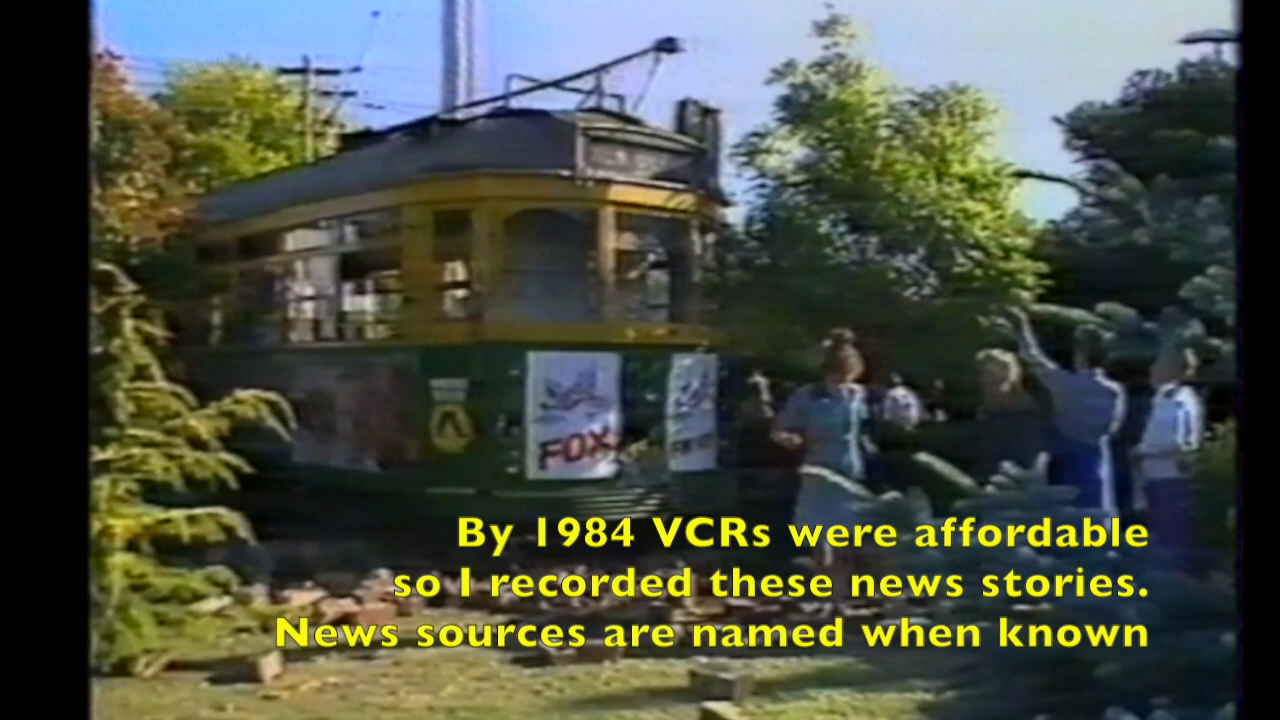 FOX
By 1984 VCRs were affordable
so I recorded these news stories.
News sources are named when known